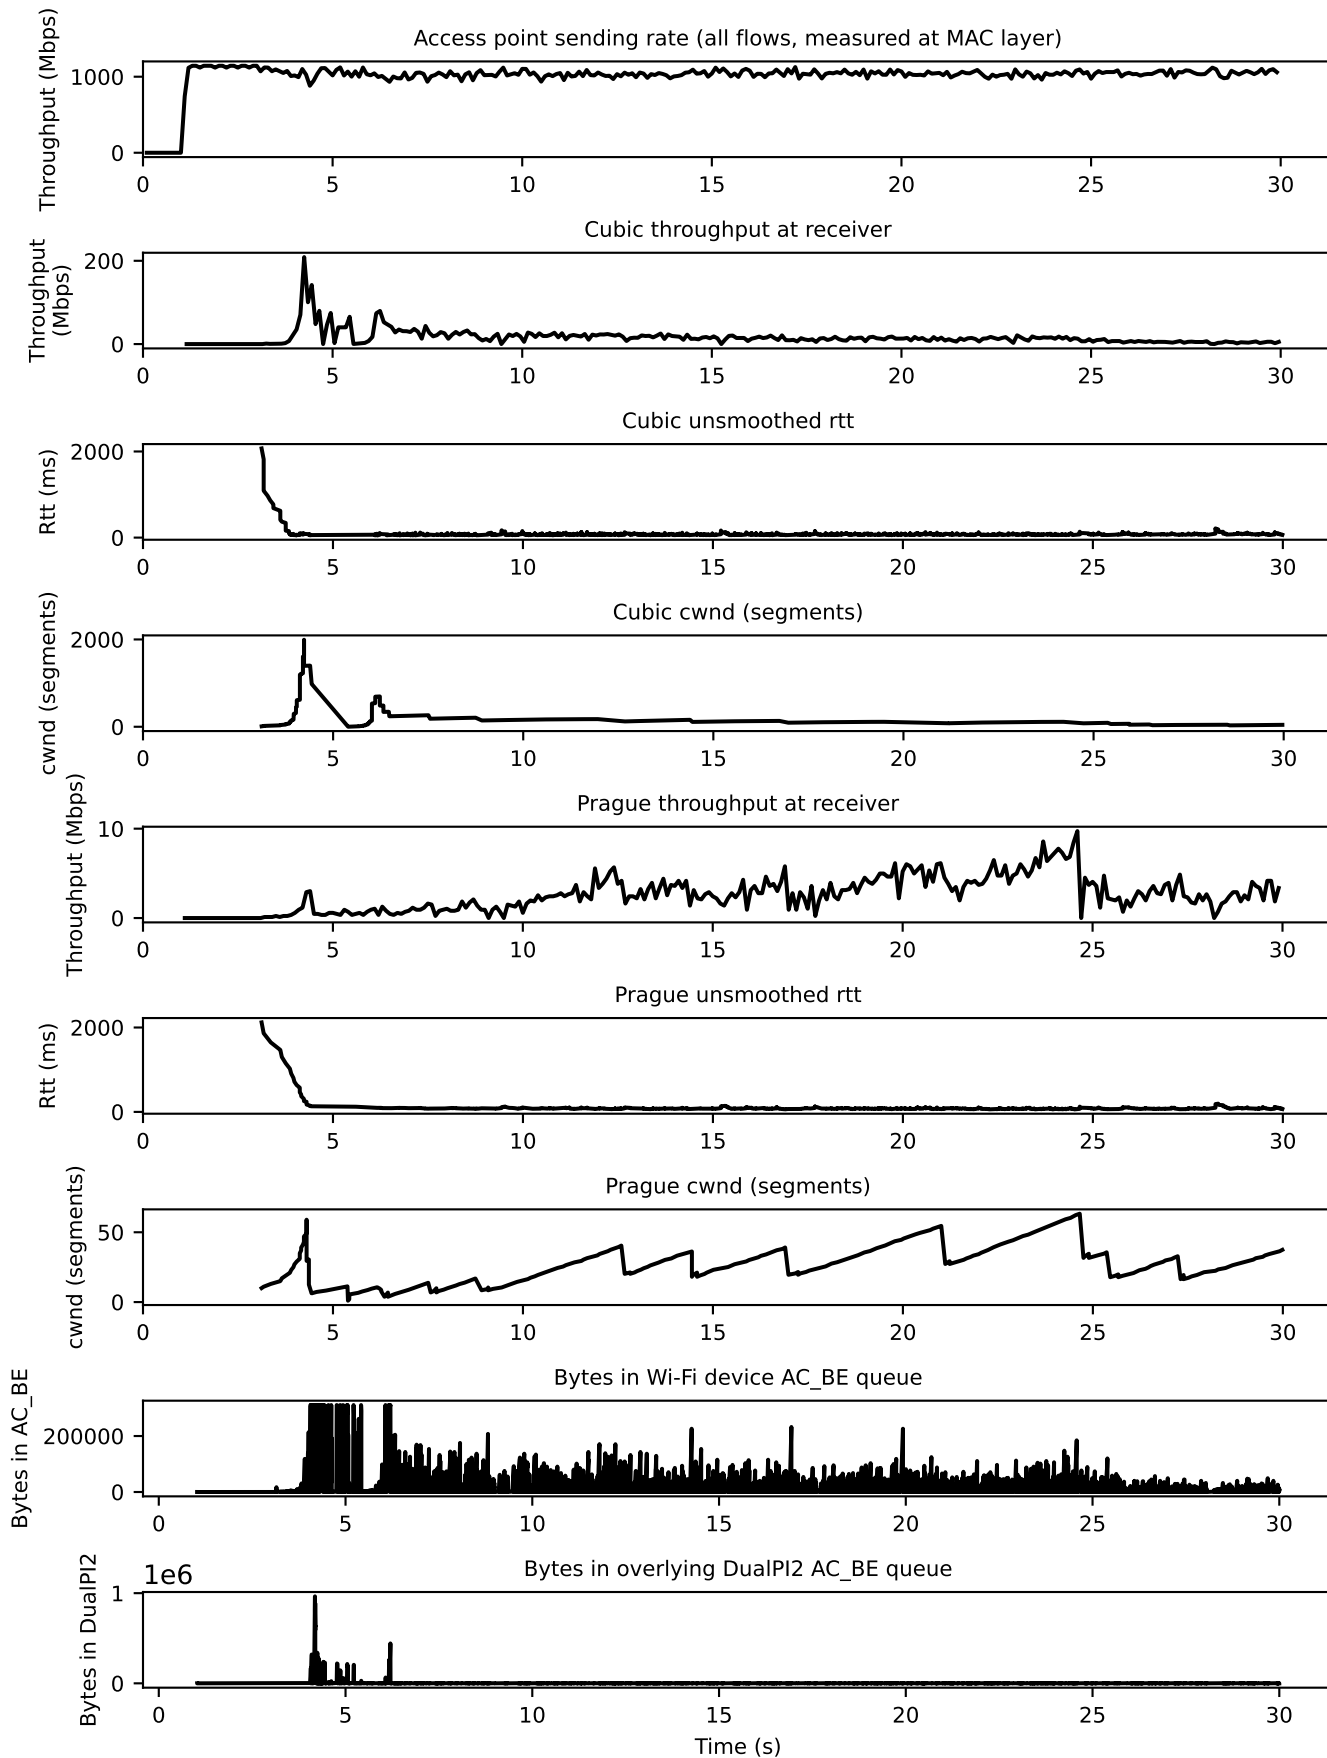 Access point sending rate (all flows, measured at MAC layer)
Throughput (Mbps)
1000
0
0 5 10 15 20 25 30
Cubic throughput at receiver
Throughput
(Mbps)
200
0
0 5 10 15 20 25 30
Cubic unsmoothed rtt
Rtt (ms)
2000
0
0 5 10 15 20 25 30
Cubic cwnd (segments)
cwnd (segments)
2000
0
0 5 10 15 20 25 30
Prague throughput at receiver
Throughput (Mbps)
10
5
0
0 5 10 15 20 25 30
Prague unsmoothed rtt
Rtt (ms)
2000
0
0 5 10 15 20 25 30
Prague cwnd (segments)
cwnd (segments)
50
0
0 5 10 15 20 25 30
Bytes in Wi-Fi device AC_BE queue
Bytes in AC_BE
200000
0
0 5 10 15 20 25 30
1e6
Bytes in overlying DualPI2 AC_BE queue
Bytes in DualPI2
1
0
0 5 10 15 20 25 30
Time (s)